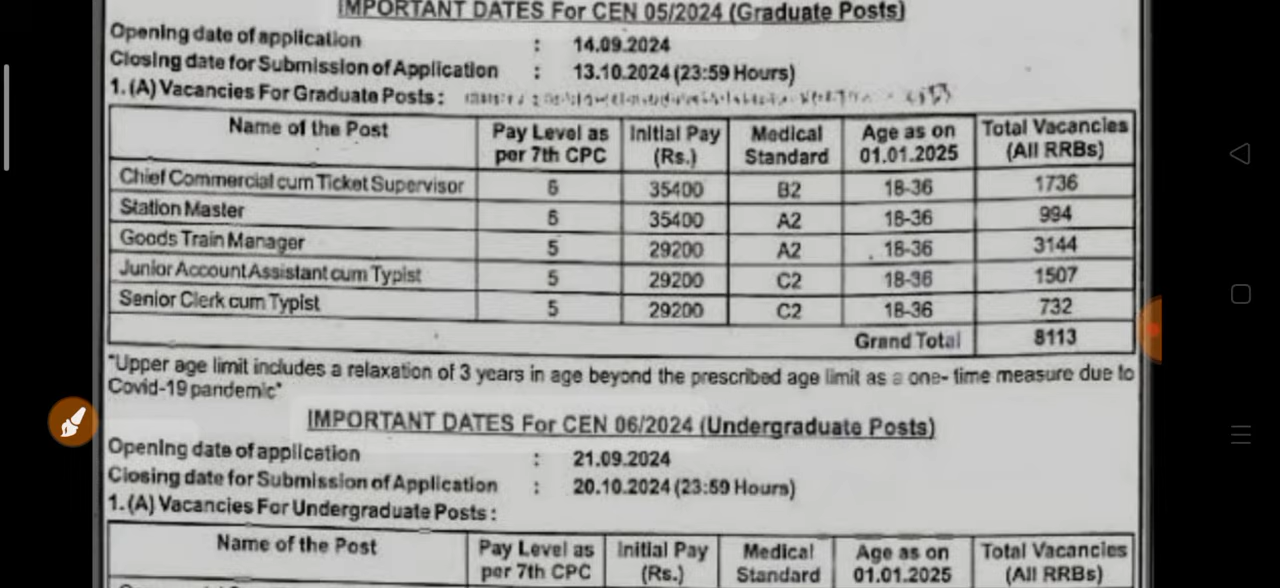 IMPORTANT DATES For CEN 05/2024 (Graduate Posts)
Opening date of application : 14.09.2024
Closing date for Submission of Application : 13.10.2024 (23:59 Hours)
1.(A) Vacancies For Graduate Posts :
Name of the Post Pay Level as per 7th CPC Initial Pay (Rs.) Medical Standard Age as on 01.01.2025 Total Vacancies (All RRBs)
Chief Commercial cum Ticket Supervisor 6 35400 B2 18-36 1736
Station Master 6 35400 A2 18-36 994
Goods Train Manager 5 29200 A2 18-36 3144
Junior Account Assistant cum Typist 5 29200 C2 18-36 1507
Senior Clerk cum Typist 5 29200 C2 18-36 732
Grand Total 8113
"Upper age limit includes a relaxation of 3 years in age beyond the prescribed age limit as a one- time measure due to
Covid-19 pandemic"
IMPORTANT DATES For CEN 06/2024 (Undergraduate Posts)
Opening date of application : 21.09.2024
Closing date for Submission of Application : 20.10.2024 (23:59 Hours)
1.(A) Vacancies For Undergraduate Posts :
Name of the Post Pay Level as per 7th CPC Initial Pay (Rs.) Medical Standard Age as on 01.01.2025 Total Vacancies (All RRBs)